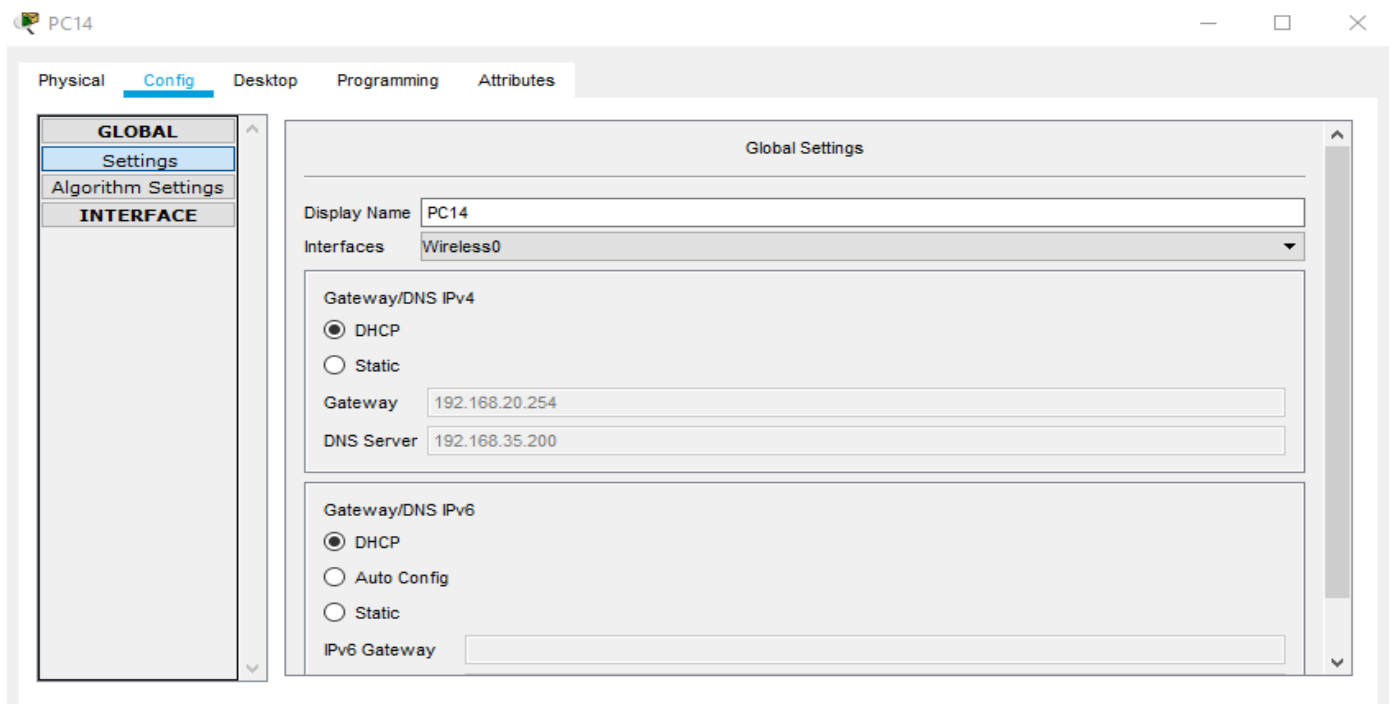 PC14
Physical Config Desktop Programming Attributes
GLOBAL
Settings
Algorithm Settings
INTERFACE
Global Settings
Display Name PC14
Interfaces Wireless0
Gateway/DNS IPv4
DHCP
Static
Gateway 192.168.20.254
DNS Server 192.168.35.200
Gateway/DNS IPv6
DHCP
Auto Config
Static
IPv6 Gateway